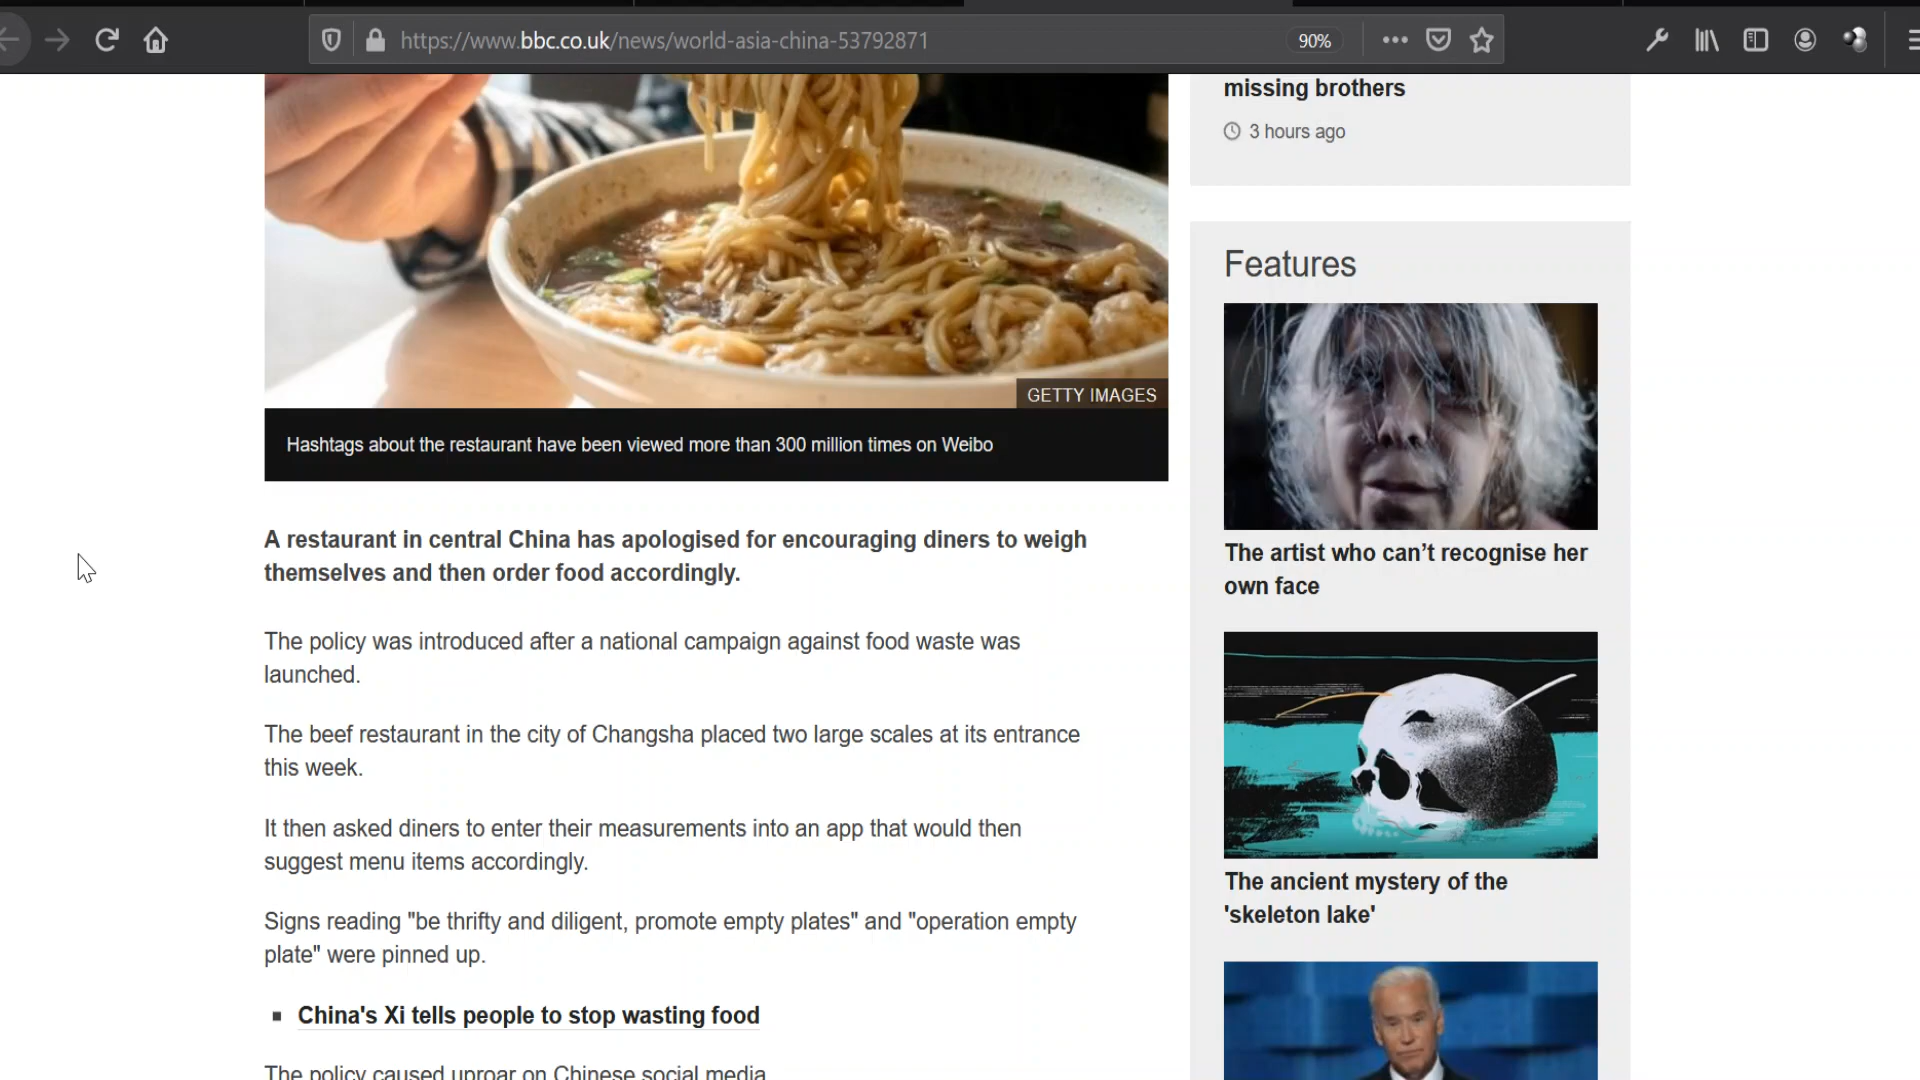 https://www.bbc.co.uk/news/world-asia-china-53792871
90%
missing brothers
3 hours ago
GETTY IMAGES
Hashtags about the restaurant have been viewed more than 300 million times on Weibo
A restaurant in central China has apologised for encouraging diners to weigh
themselves and then order food accordingly.
The policy was introduced after a national campaign against food waste was
launched.
The beef restaurant in the city of Changsha placed two large scales at its entrance
this week.
It then asked diners to enter their measurements into an app that would then
suggest menu items accordingly.
Signs reading "be thrifty and diligent, promote empty plates" and "operation empty
plate" were pinned up.
China's Xi tells people to stop wasting food
The policy caused uproar on Chinese social media
Features
The artist who can’t recognise her
own face
The ancient mystery of the
'skeleton lake'